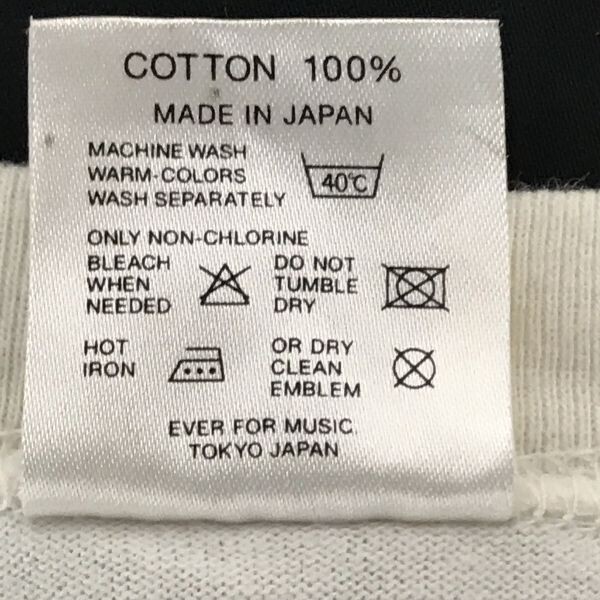 COTTON 100%
MADE IN JAPAN
MACHINE WASH
WARM-COLORS
WASH SEPARATELY
40℃
ONLY NON-CHLORINE
BLEACH
WHEN
NEEDED
DO NOT
TUMBLE
DRY
HOT
IRON
OR DRY
CLEAN
EMBLEM
EVER FOR MUSIC.
TOKYO JAPAN